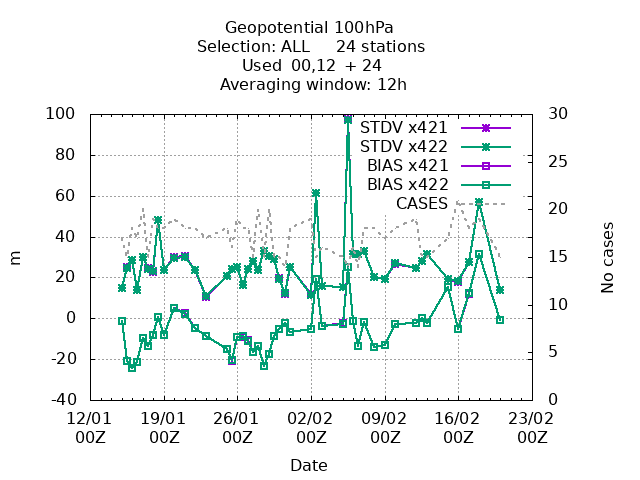 Geopotential 100hPa
Selection: ALL     24 stations
Used  00,12  + 24
Averaging window: 12h
STDV x421
STDV x422
BIAS x421
BIAS x422
CASES
100
80
60
40
20
0
-20
-40
m
30
25
20
15
10
5
0
No cases
12/01 19/01 26/01 02/02 09/02 16/02 23/02
00Z 00Z 00Z 00Z 00Z 00Z 00Z
Date